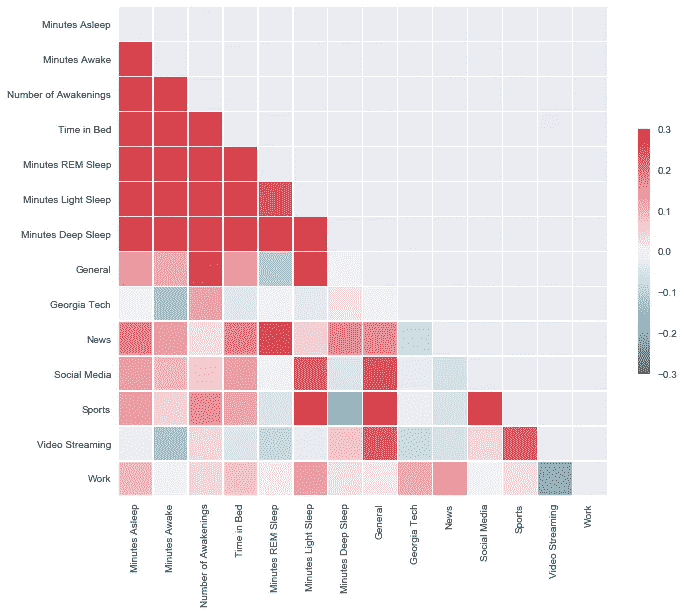 Minutes Asleep
Minutes Awake
Number of Awakenings
Time in Bed
Minutes REM Sleep
Minutes Light Sleep
Minutes Deep Sleep
General
Georgia Tech
News
Social Media
Sports
Video Streaming
Work
Minutes Asleep
Minutes Awake
Number of Awakenings
Time in Bed
Minutes REM Sleep
Minutes Light Sleep
Minutes Deep Sleep
General
Georgia Tech
News
Social Media
Sports
Video Streaming
Work
0.3
0.2
0.1
0.0
−0.1
−0.2
−0.3